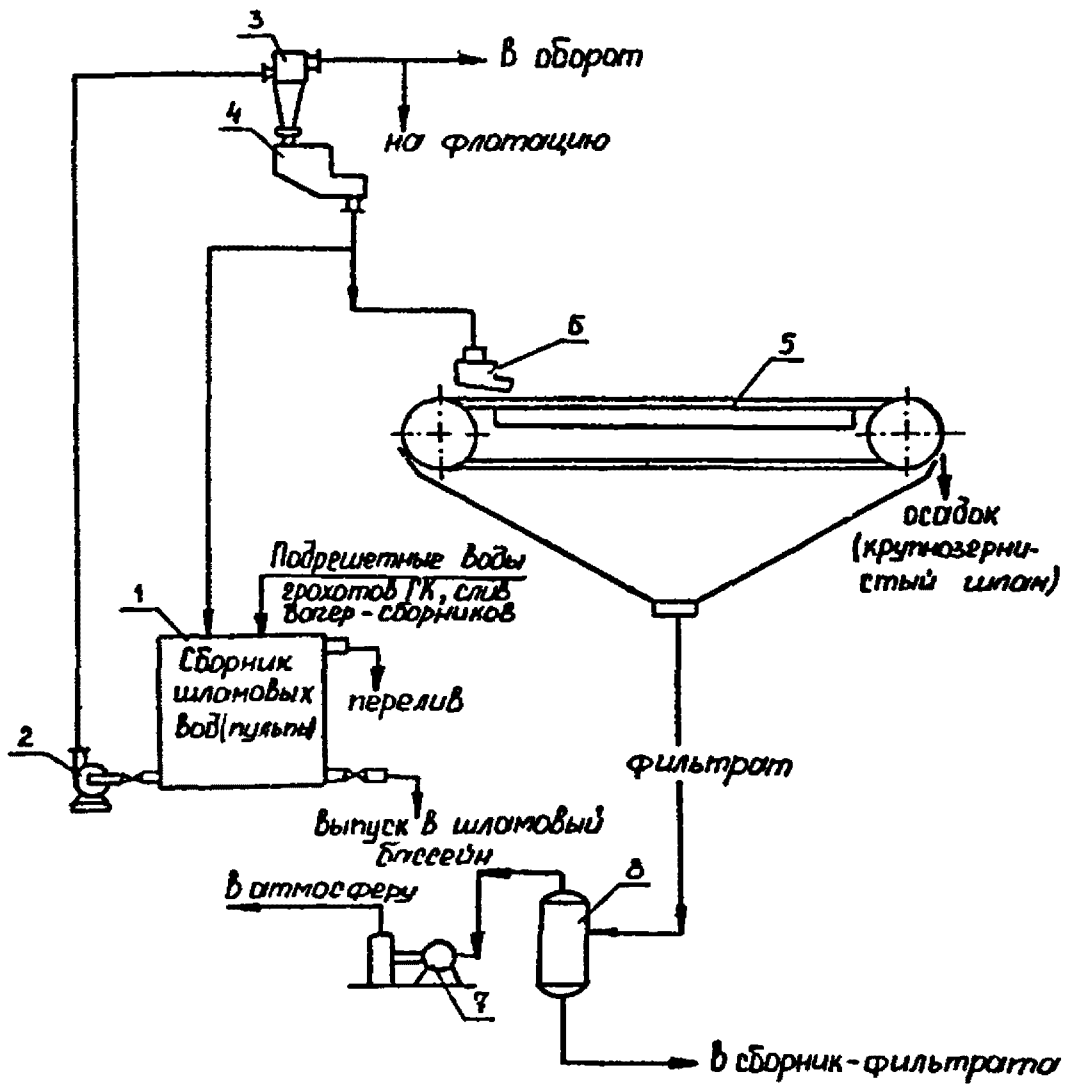 3
в оборот
4
на флотацию
6
5
осадок
(крупнозерни-
стый шлам)
Подрешетные воды
грохотов ГК, слив
багер-сборников
1
Сборник
шламовых
вод (пульпы)
перелив
2
фильтрат
выпуск в шламовый
бассейн
в атмосферу
8
7
в сборник-фильтрата